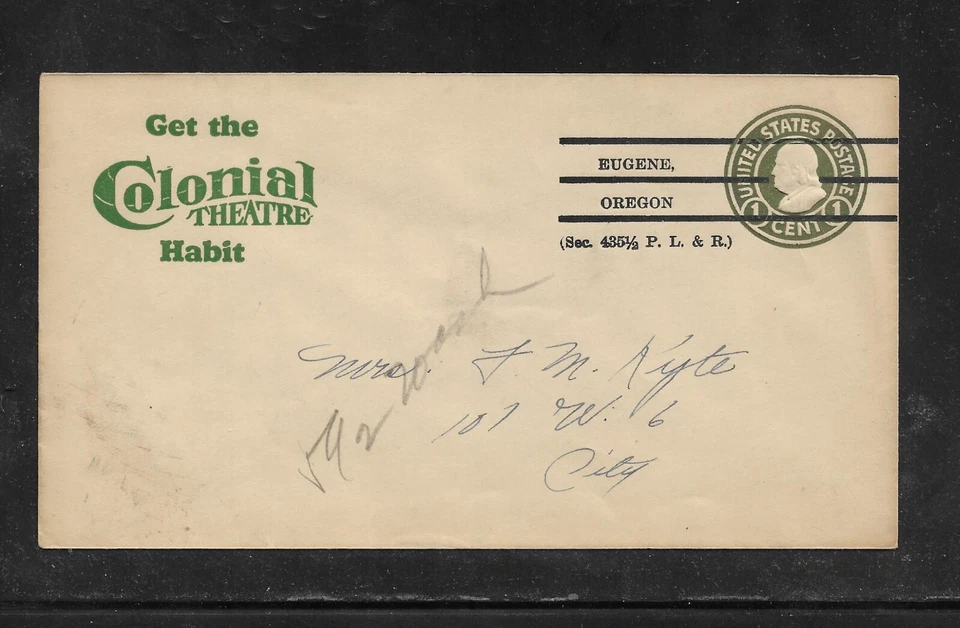 Get the
Colonial
THEATRE
Habit
EUGENE,
OREGON
(Sec. 435½ P. L. & R.)
UNITED STATES POSTAGE
1 CENT 1
Mrs. F M. Kyte
107 W. 6
City